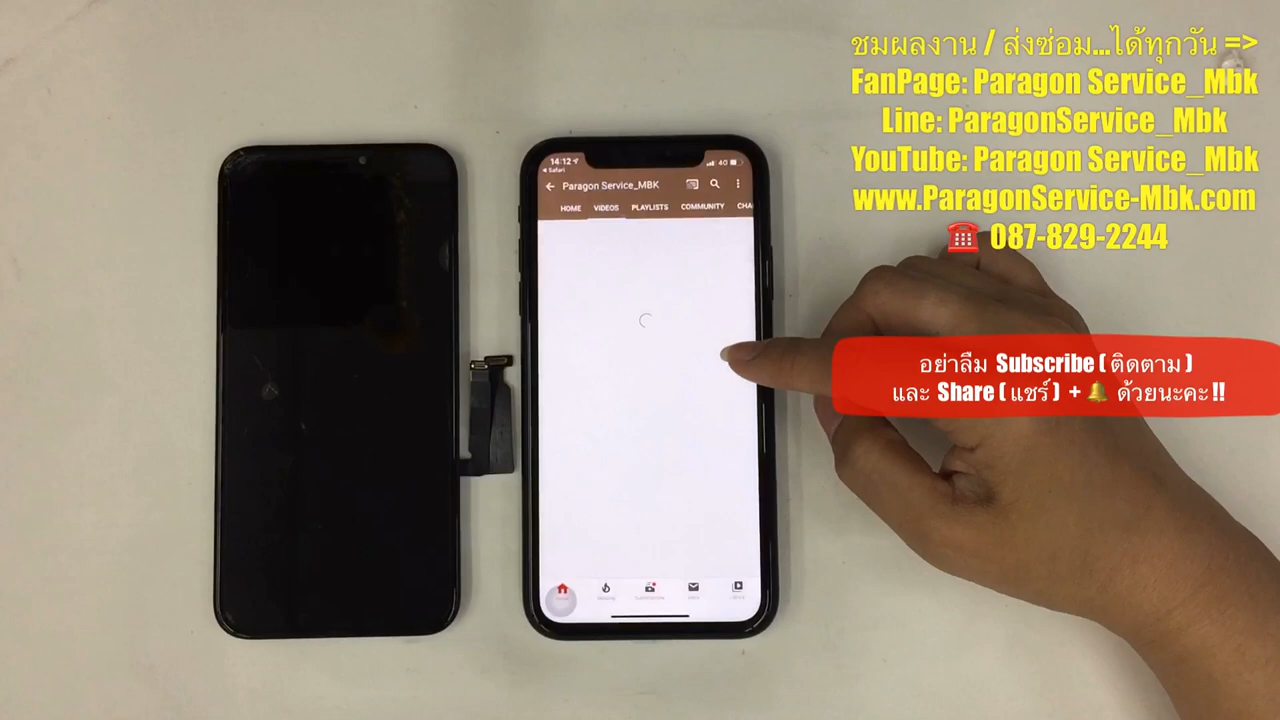 ชมผลงาน / ส่งซ่อม...ได้ทุกวัน =>
FanPage: Paragon Service_Mbk
Line: ParagonService_Mbk
YouTube: Paragon Service_Mbk
www.ParagonService-Mbk.com
☎️ 087-829-2244
14:12
4G
Safari
Paragon Service_MBK
HOME VIDEOS PLAYLISTS COMMUNITY CHA
อย่าลืม Subscribe ( ติดตาม )
และ Share ( แชร์ ) + 🔔 ด้วยนะคะ !!